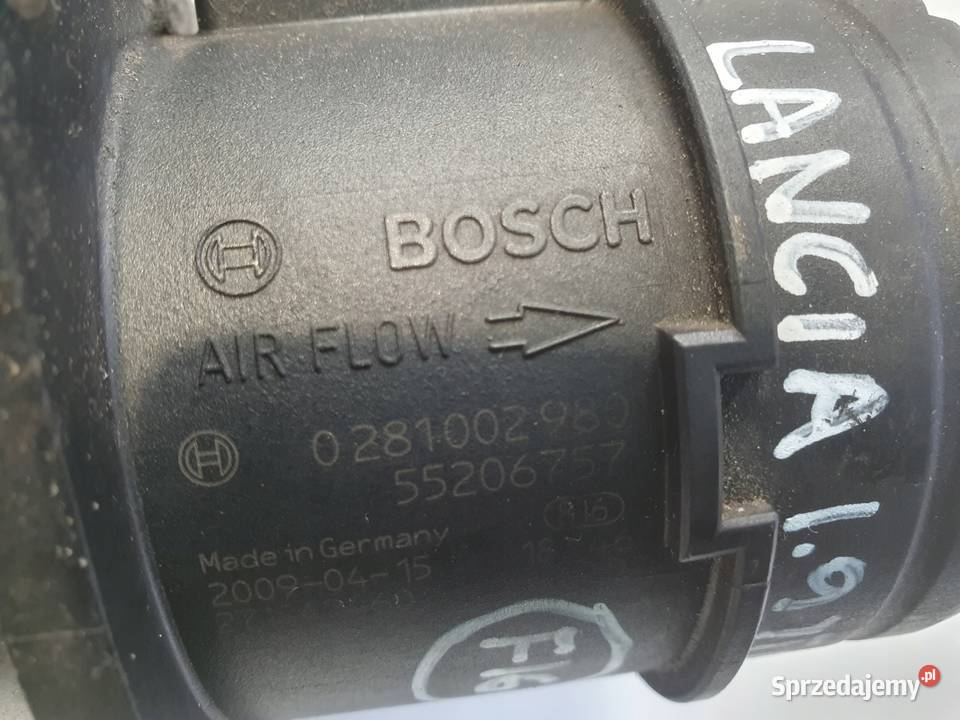 BOSCH
AIR FLOW
0 281 002 980
55206757
Made in Germany
2009-04-15
LANCIA 1.9
F16
Sprzedajemy.pl